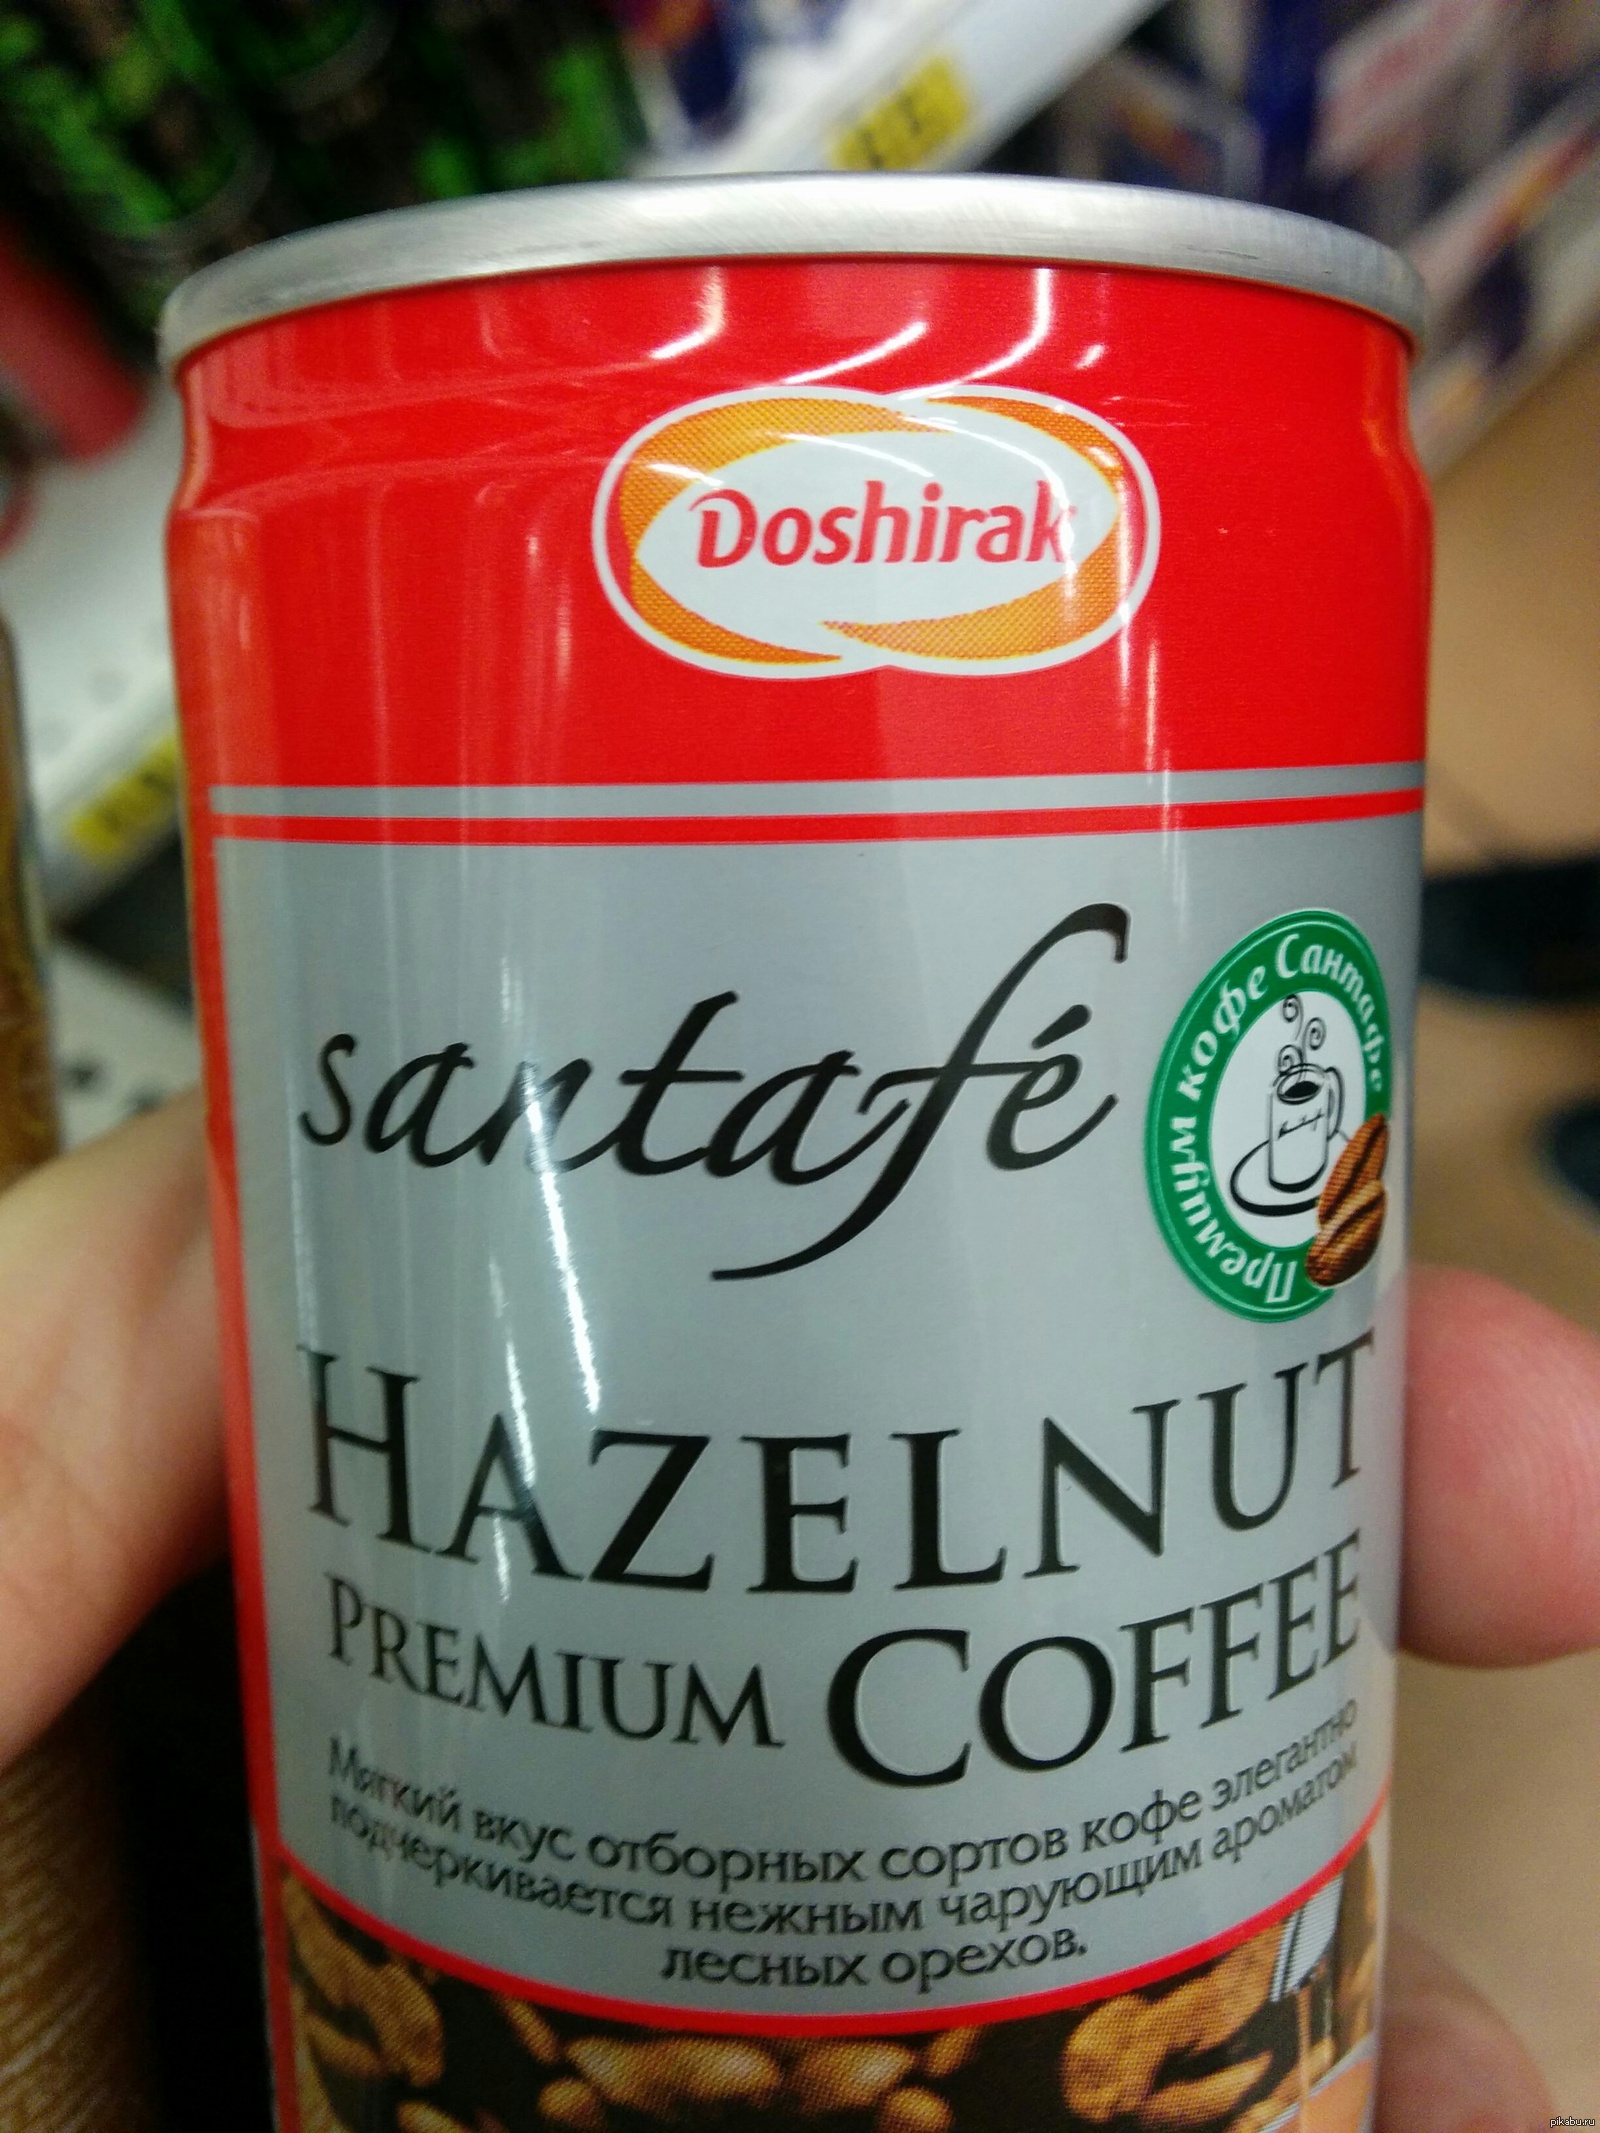 Doshirak
santafé
Премиум кофе Сантафе
HAZELNUT
PREMIUM COFFEE
Мягкий вкус отборных сортов кофе элегантно
подчеркивается нежным чарующим ароматом
лесных орехов.
pikabu.ru